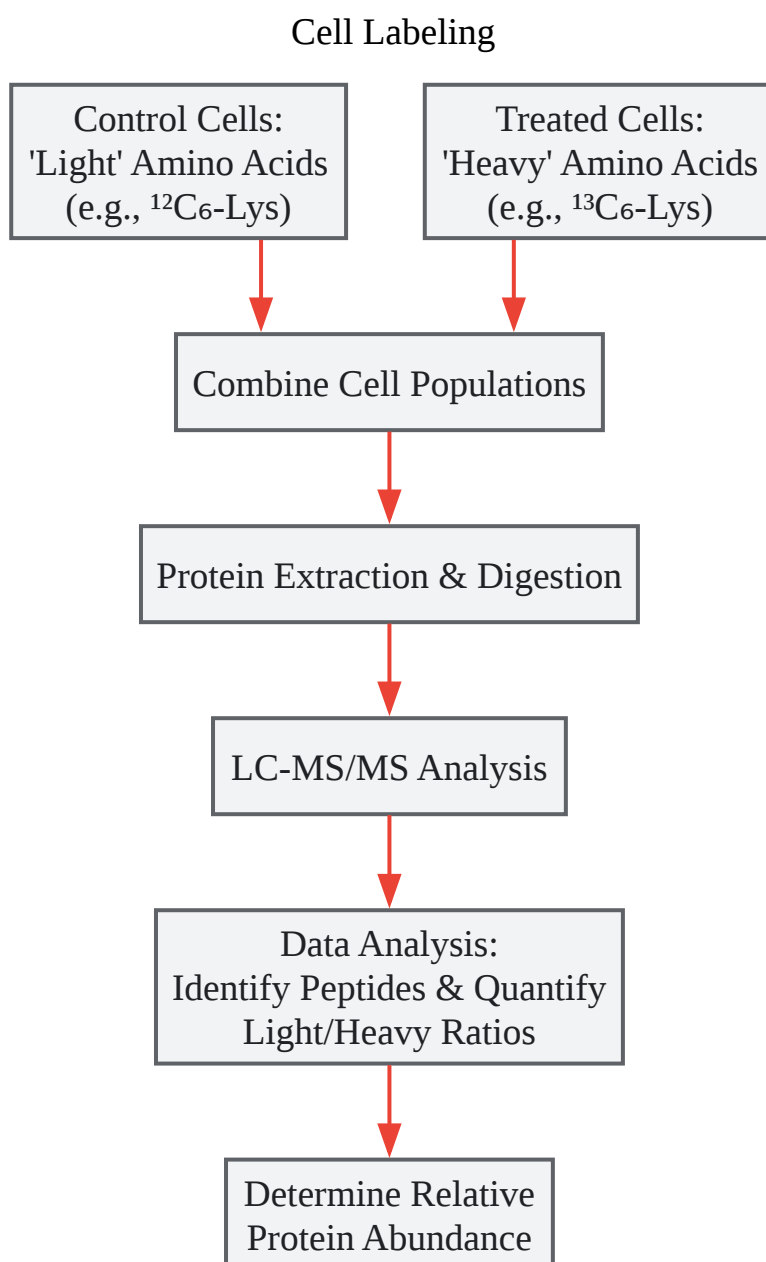 Cell Labeling
Control Cells:
'Light' Amino Acids
(e.g., ¹²C₆-Lys)
Treated Cells:
'Heavy' Amino Acids
(e.g., ¹³C₆-Lys)
Combine Cell Populations
Protein Extraction & Digestion
LC-MS/MS Analysis
Data Analysis:
Identify Peptides & Quantify
Light/Heavy Ratios
Determine Relative
Protein Abundance